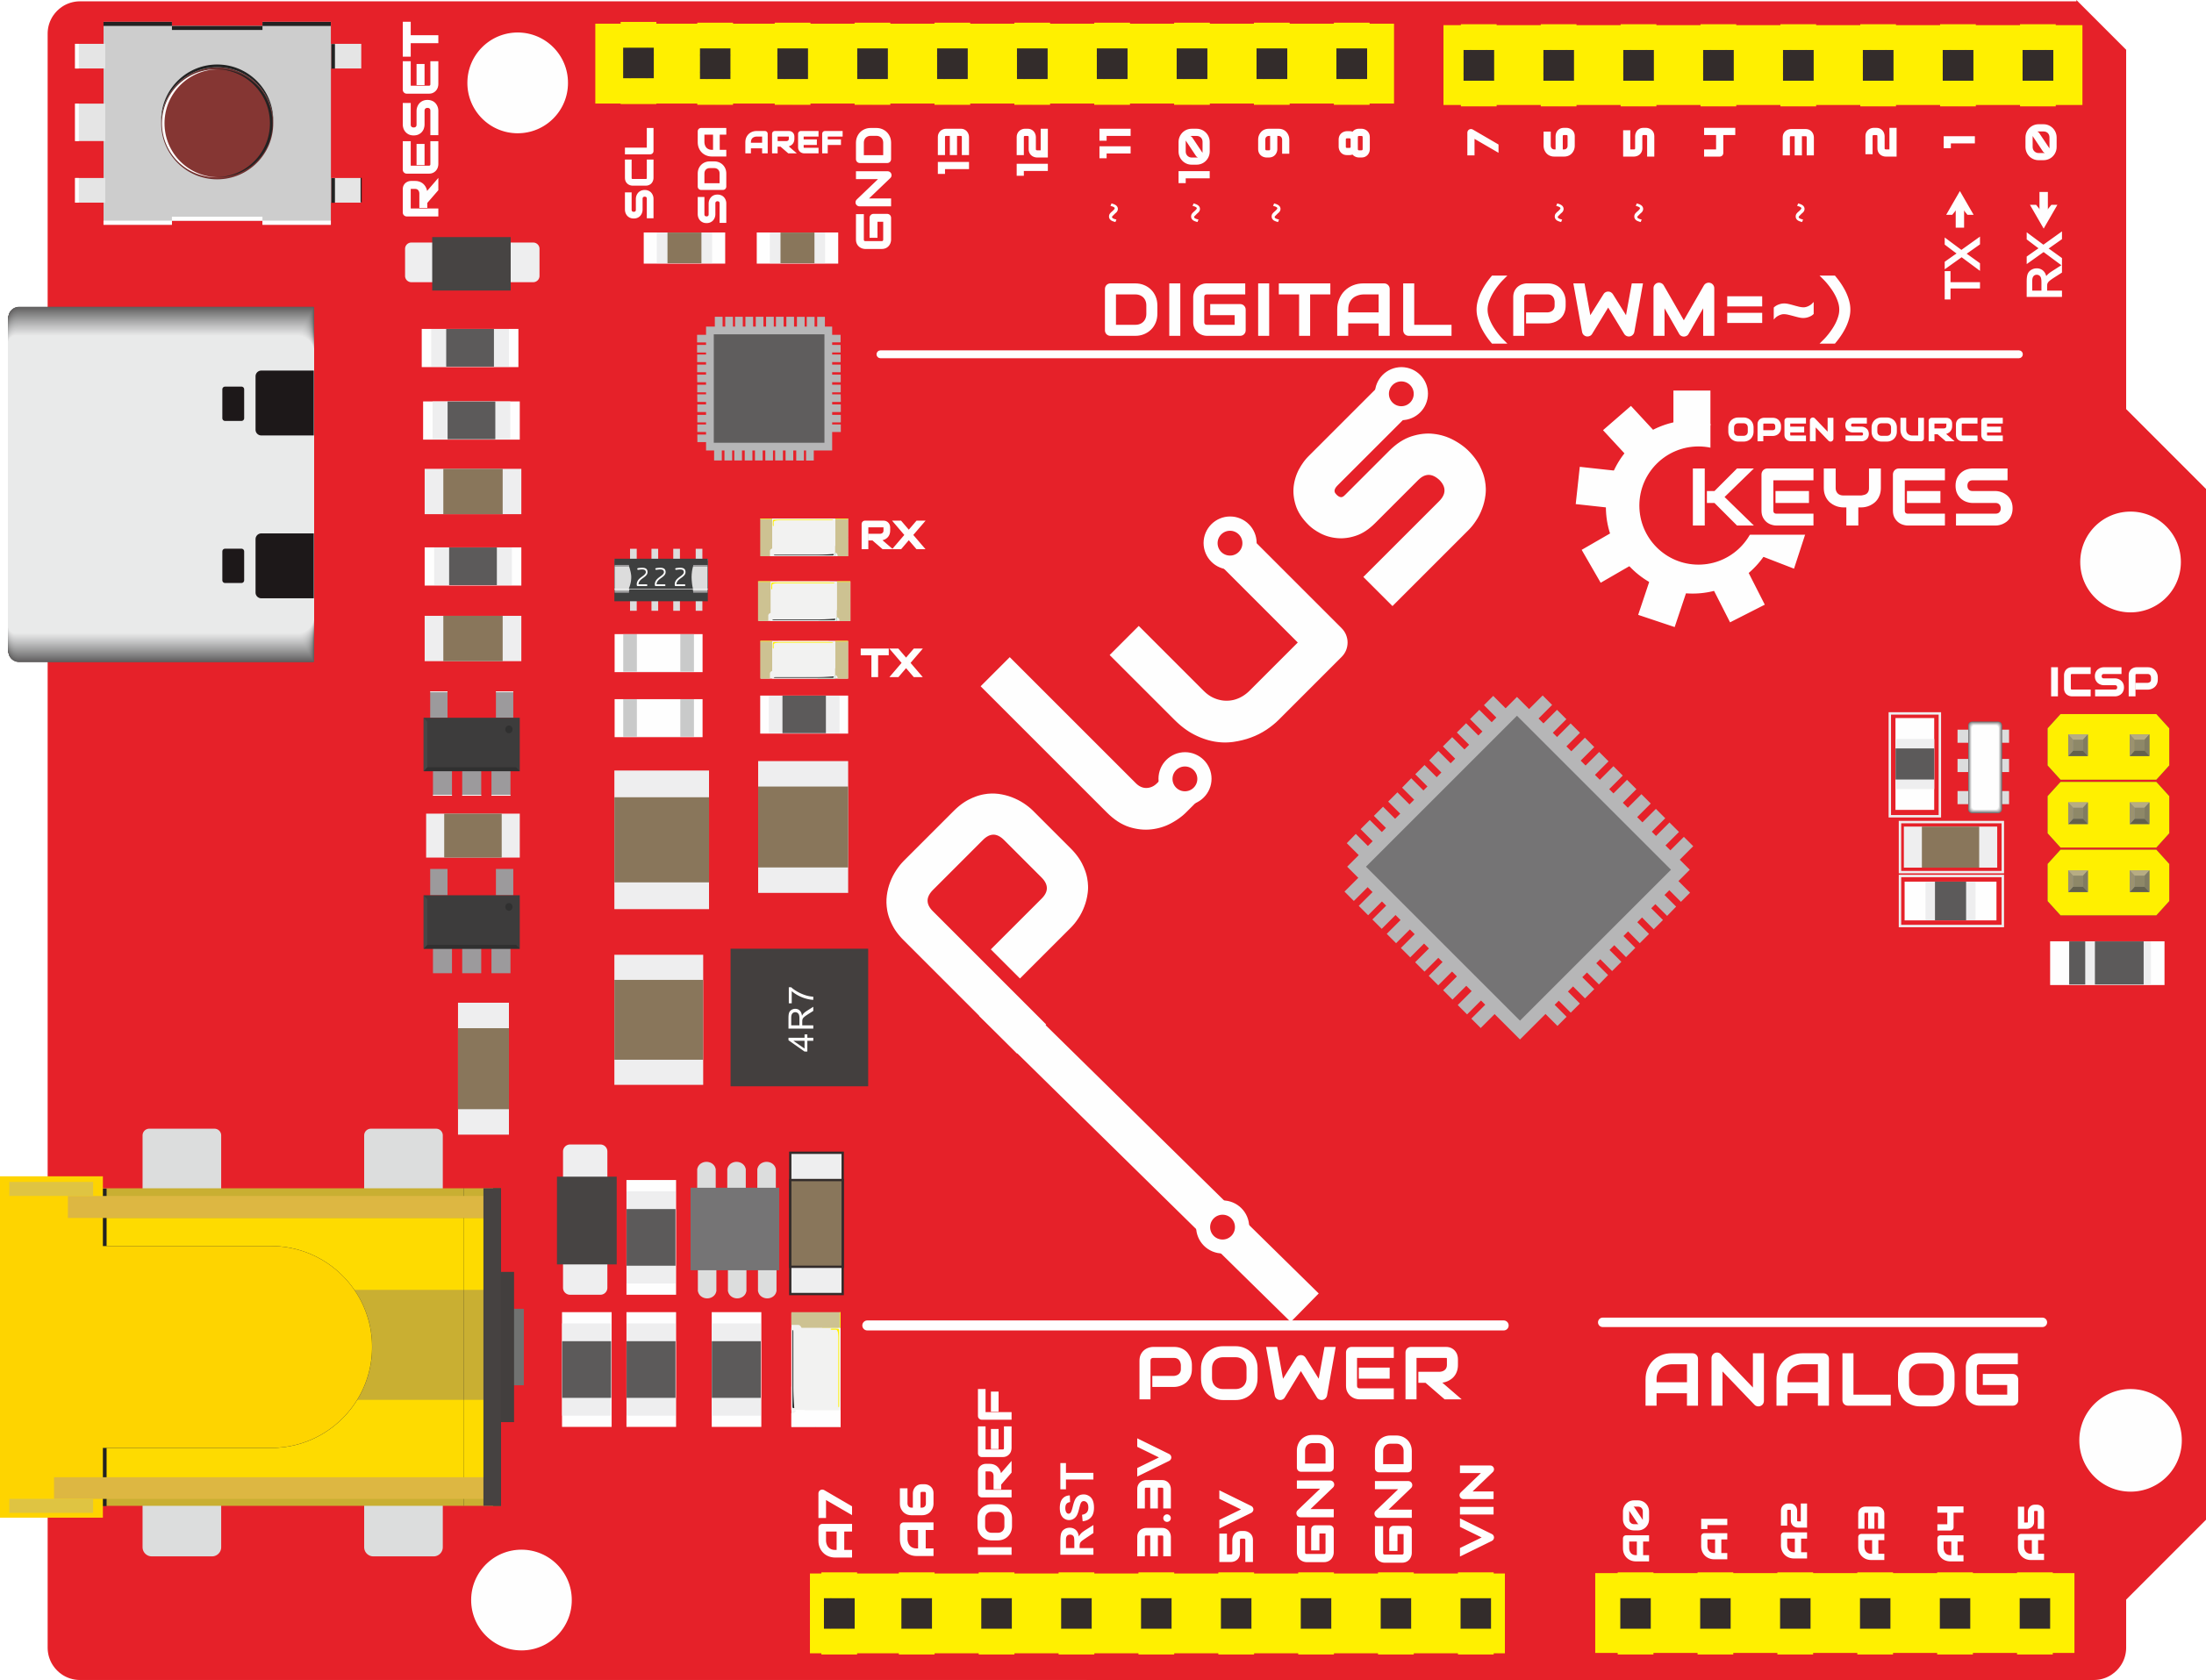 RESET
SCL
SDA
AREF
GND
13
12
~11
~10
~9
8
7
~6
~5
4
~3
2
TX→1
RX←0
DIGITAL (PWM=~)
OPEN SOURCE
KEYES
RX
TX
222
PLUS
ICSP
4R7
POWER
ANALOG
A7
A6
IOREF
RST
3.3V
5V
GND
GND
VIN
A0
A1
A2
A3
A4
A5